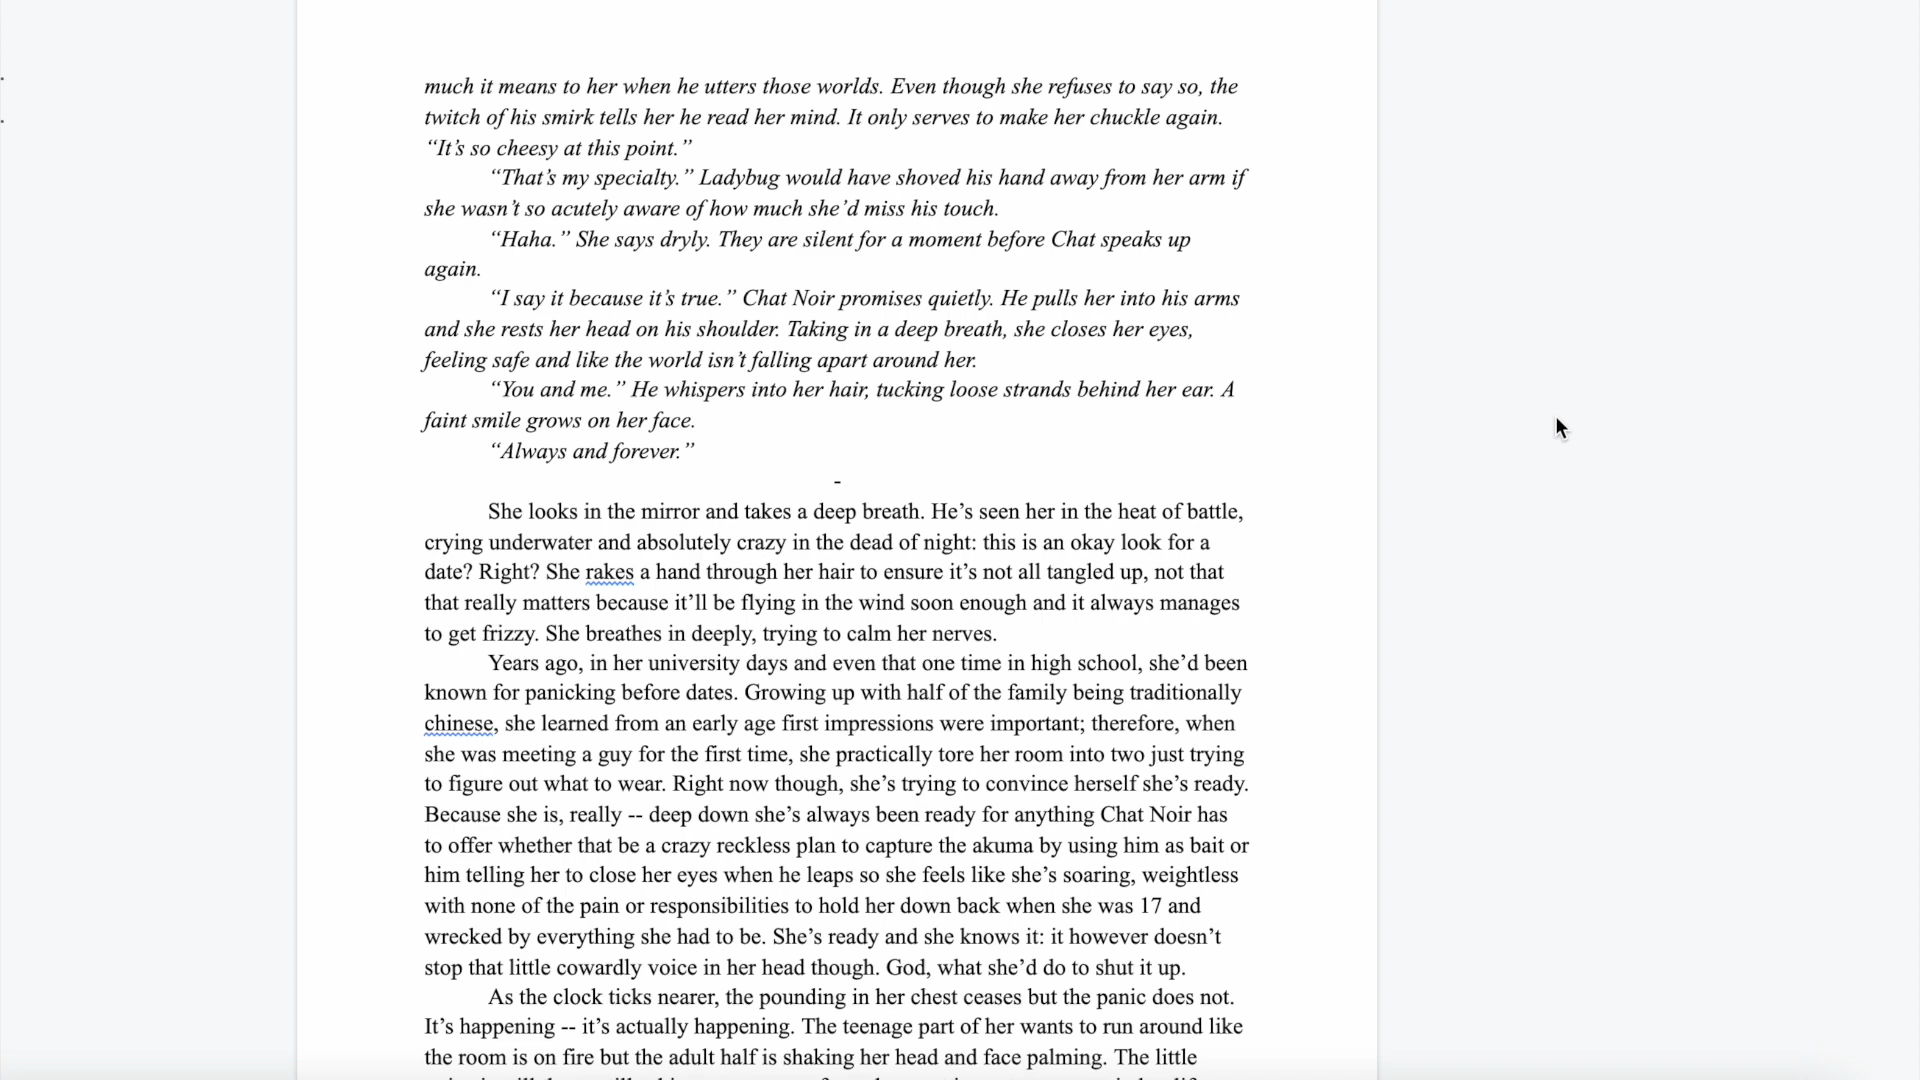 much it means to her when he utters those worlds. Even though she refuses to say so, the
twitch of his smirk tells her he read her mind. It only serves to make her chuckle again.
“It’s so cheesy at this point.”
“That’s my specialty.” Ladybug would have shoved his hand away from her arm if
she wasn’t so acutely aware of how much she’d miss his touch.
“Haha.” She says dryly. They are silent for a moment before Chat speaks up
again.
“I say it because it’s true.” Chat Noir promises quietly. He pulls her into his arms
and she rests her head on his shoulder. Taking in a deep breath, she closes her eyes,
feeling safe and like the world isn’t falling apart around her.
“You and me.” He whispers into her hair, tucking loose strands behind her ear. A
faint smile grows on her face.
“Always and forever.”
-
She looks in the mirror and takes a deep breath. He’s seen her in the heat of battle,
crying underwater and absolutely crazy in the dead of night: this is an okay look for a
date? Right? She rakes a hand through her hair to ensure it’s not all tangled up, not that
that really matters because it’ll be flying in the wind soon enough and it always manages
to get frizzy. She breathes in deeply, trying to calm her nerves.
Years ago, in her university days and even that one time in high school, she’d been
known for panicking before dates. Growing up with half of the family being traditionally
chinese, she learned from an early age first impressions were important; therefore, when
she was meeting a guy for the first time, she practically tore her room into two just trying
to figure out what to wear. Right now though, she’s trying to convince herself she’s ready.
Because she is, really -- deep down she’s always been ready for anything Chat Noir has
to offer whether that be a crazy reckless plan to capture the akuma by using him as bait or
him telling her to close her eyes when he leaps so she feels like she’s soaring, weightless
with none of the pain or responsibilities to hold her down back when she was 17 and
wrecked by everything she had to be. She’s ready and she knows it: it however doesn’t
stop that little cowardly voice in her head though. God, what she’d do to shut it up.
As the clock ticks nearer, the pounding in her chest ceases but the panic does not.
It’s happening -- it’s actually happening. The teenage part of her wants to run around like
the room is on fire but the adult half is shaking her head and face palming. The little